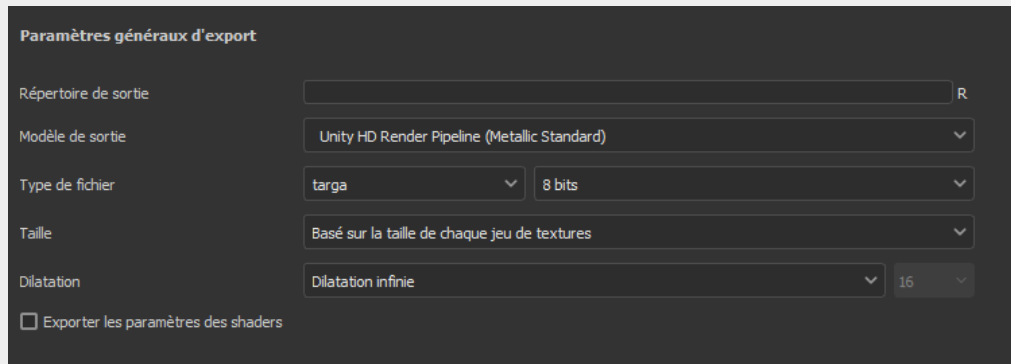 Paramètres généraux d'export
Répertoire de sortie R
Modèle de sortie Unity HD Render Pipeline (Metallic Standard)
Type de fichier targa 8 bits
Taille Basé sur la taille de chaque jeu de textures
Dilatation Dilatation infinie 16
Exporter les paramètres des shaders